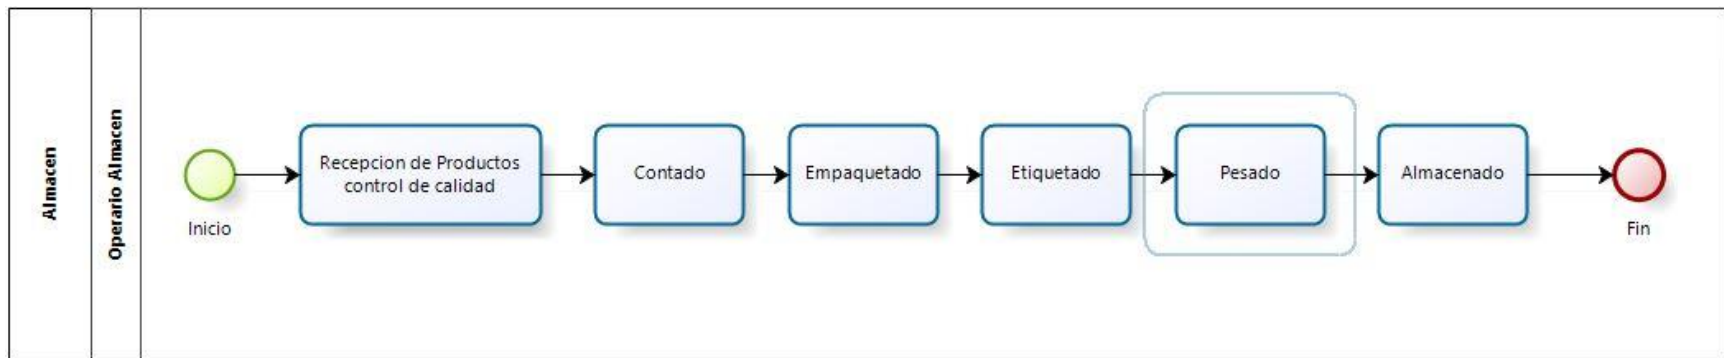 Almacen
Operario Almacen
Inicio
Recepcion de Productos
control de calidad
Contado
Empaquetado
Etiquetado
Pesado
Almacenado
Fin